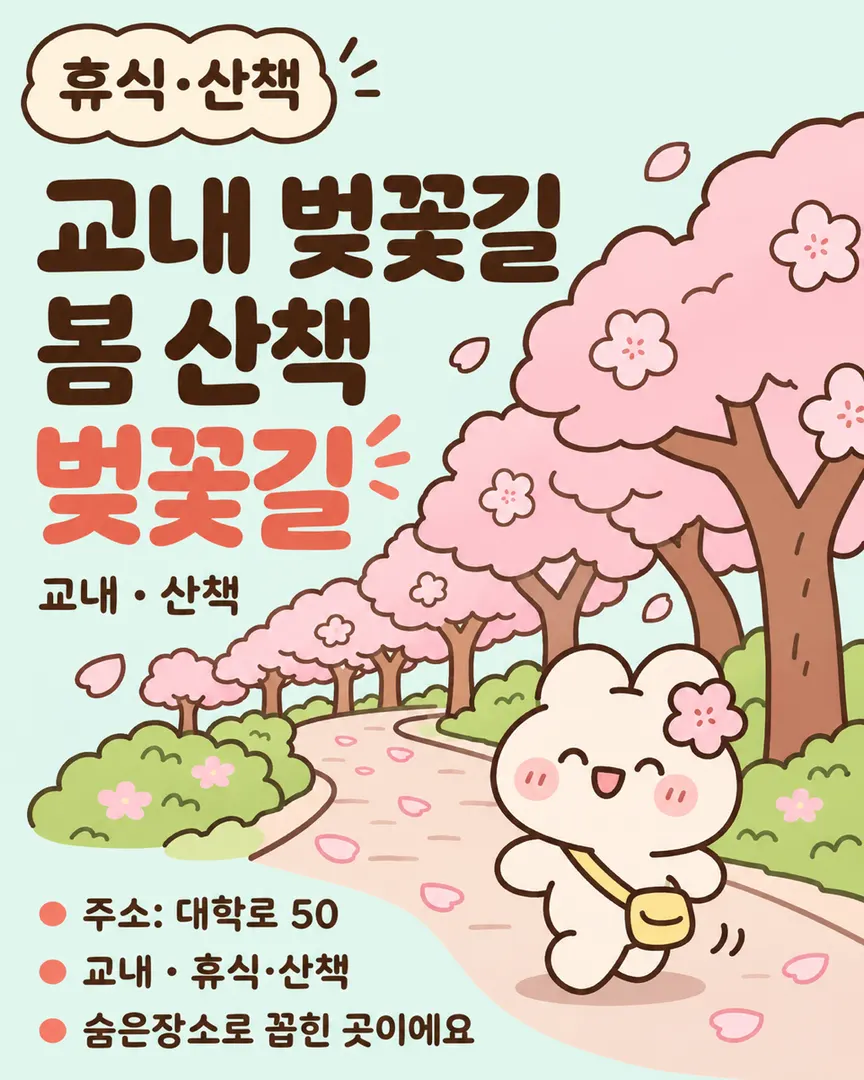 휴식·산책
교내 벚꽃길
봄 산책
벚꽃길
교내 · 산책
주소: 대학로 50
교내 · 휴식·산책
숨은장소로 꼽힌 곳이에요